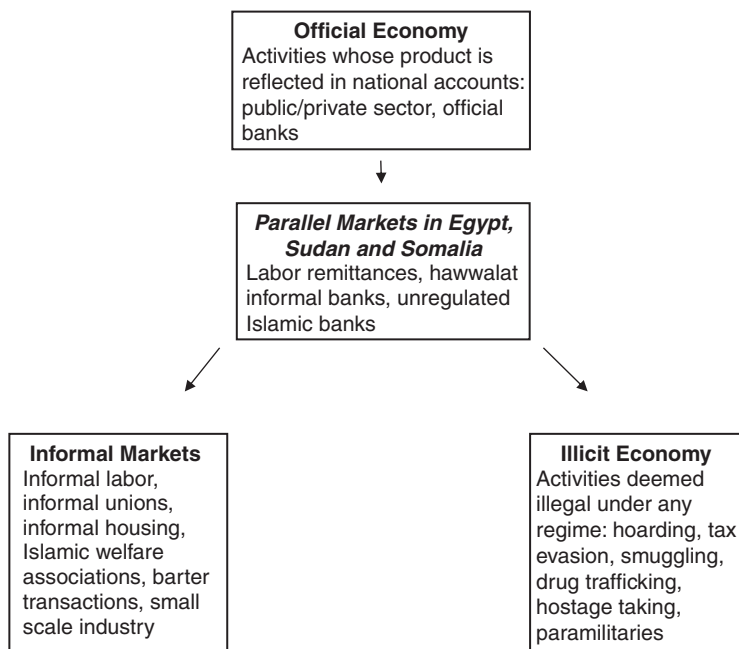 Official Economy
Activities whose product is
reflected in national accounts:
public/private sector, official
banks
Parallel Markets in Egypt,
Sudan and Somalia
Labor remittances, hawwalat
informal banks, unregulated
Islamic banks
Informal Markets
Informal labor,
informal unions,
informal housing,
Islamic welfare
associations, barter
transactions, small
scale industry
Illicit Economy
Activities deemed
illegal under any
regime: hoarding, tax
evasion, smuggling,
drug trafficking,
hostage taking,
paramilitaries